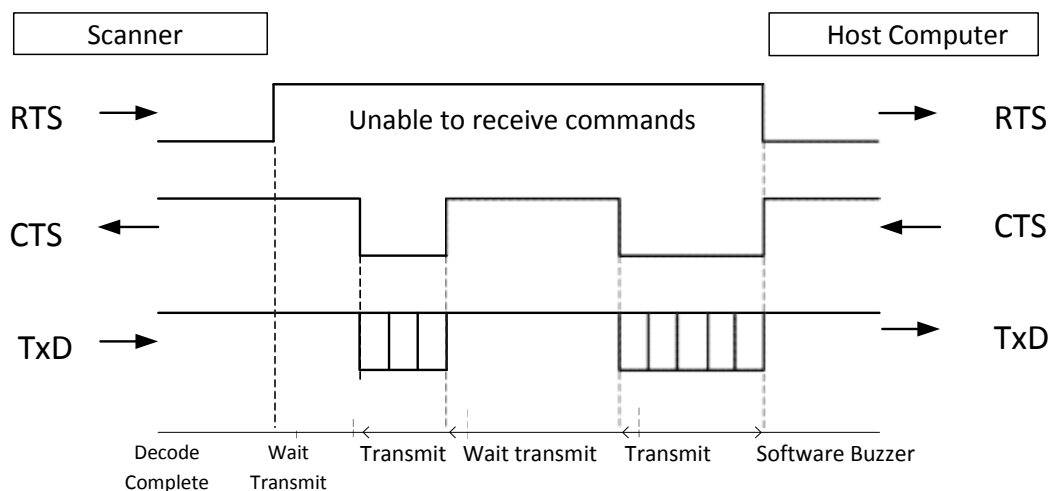 Scanner
Host Computer
RTS
Unable to receive commands
RTS
CTS
CTS
TxD
TxD
Decode
Complete
Wait
Transmit
Transmit
Wait transmit
Transmit
Software Buzzer